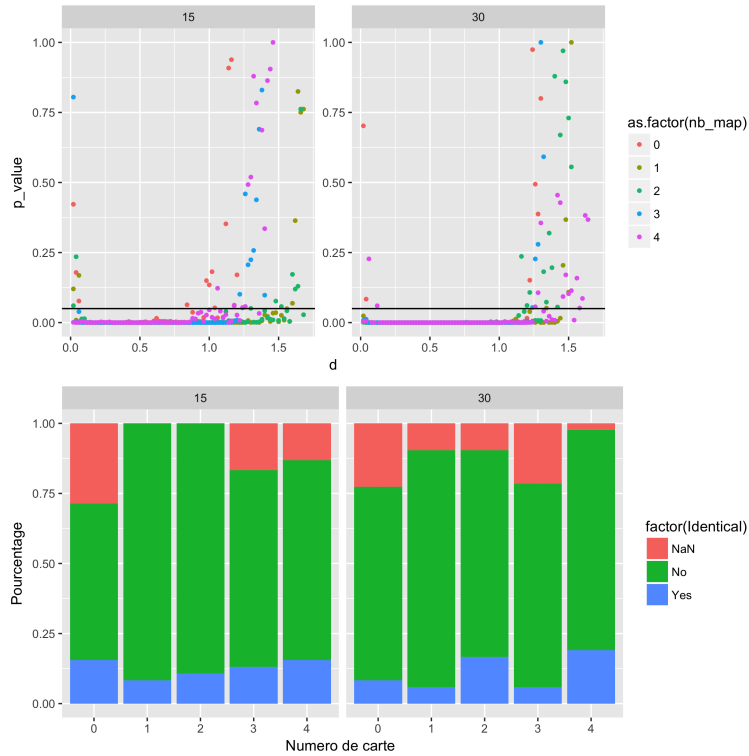 15 30
1.00
0.75
0.50
0.25
0.00
p_value
0.0 0.5 1.0 1.5 0.0 0.5 1.0 1.5
d
as.factor(nb_map)
0
1
2
3
4
15 30
1.00
0.75
0.50
0.25
0.00
Pourcentage
0 1 2 3 4 0 1 2 3 4
Numero de carte
factor(Identical)
NaN
No
Yes